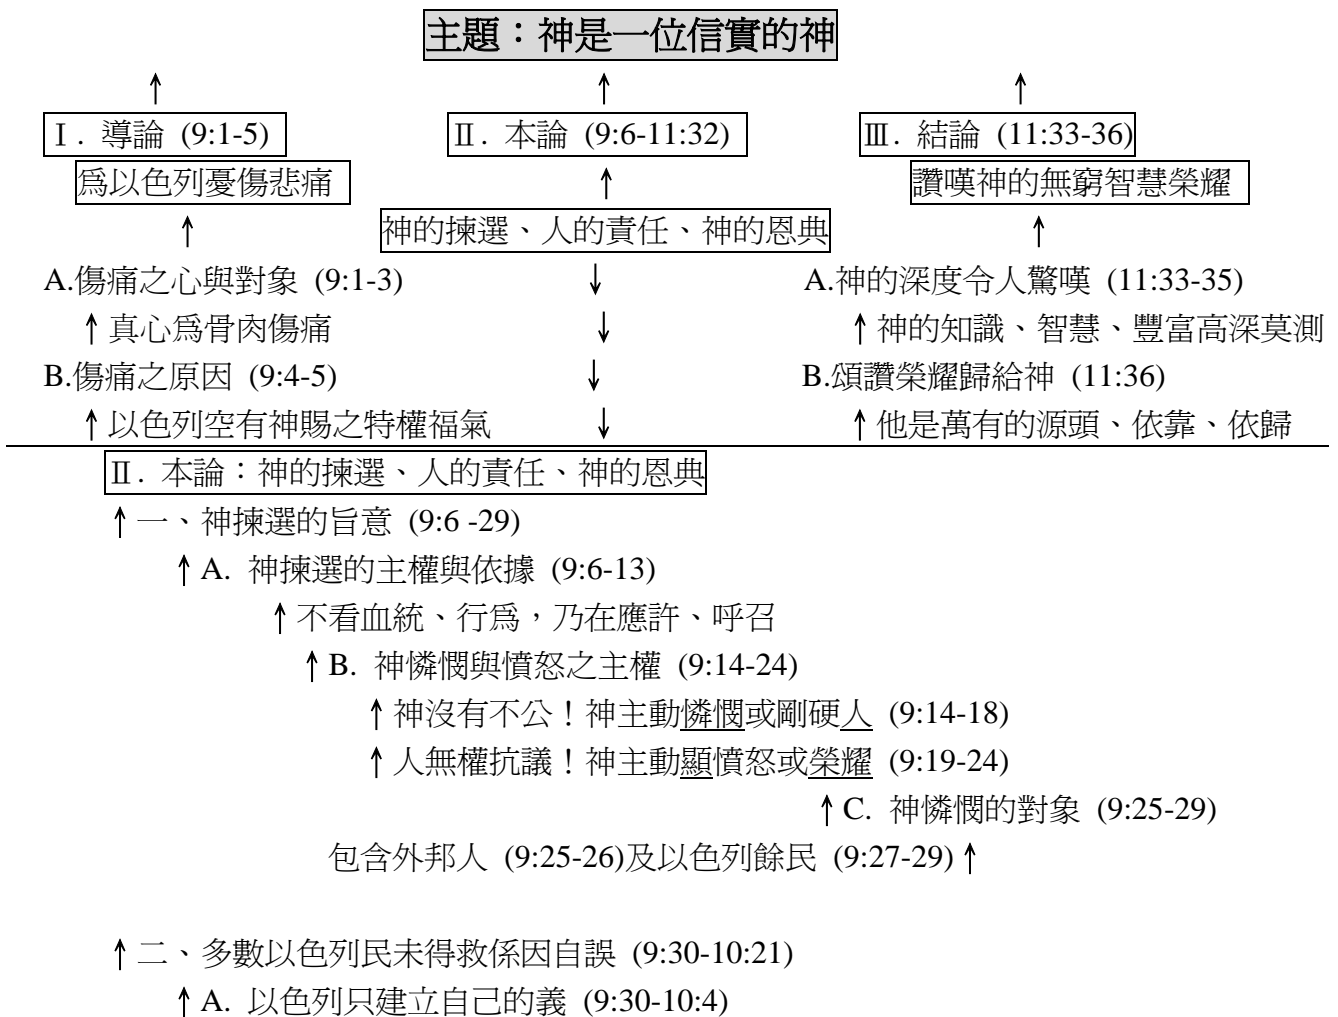 主題：神是一位信實的神
↑ ↑ ↑
Ⅰ. 導論 (9:1-5) Ⅱ. 本論 (9:6-11:32) Ⅲ. 結論 (11:33-36)
為以色列憂傷悲痛 ↑ 讚嘆神的無窮智慧榮耀
↑ 神的揀選、人的責任、神的恩典 ↑
A.傷痛之心與對象 (9:1-3) ↓ A.神的深度令人驚嘆 (11:33-35)
↑真心為骨肉傷痛 ↓ ↑神的知識、智慧、豐富高深莫測
B.傷痛之原因 (9:4-5) ↓ B.頌讚榮耀歸給神 (11:36)
↑以色列空有神賜之特權福氣 ↓ ↑他是萬有的源頭、依靠、依歸
Ⅱ. 本論：神的揀選、人的責任、神的恩典
↑一、神揀選的旨意 (9:6 -29)
↑A. 神揀選的主權與依據 (9:6-13)
↑不看血統、行為，乃在應許、呼召
↑B. 神憐憫與憤怒之主權 (9:14-24)
↑神沒有不公！神主動憐憫或剛硬人 (9:14-18)
↑人無權抗議！神主動顯憤怒或榮耀 (9:19-24)
↑C. 神憐憫的對象 (9:25-29)
包含外邦人 (9:25-26)及以色列餘民 (9:27-29)↑
↑二、多數以色列民未得救係因自誤 (9:30-10:21)
↑A. 以色列只建立自己的義 (9:30-10:4)